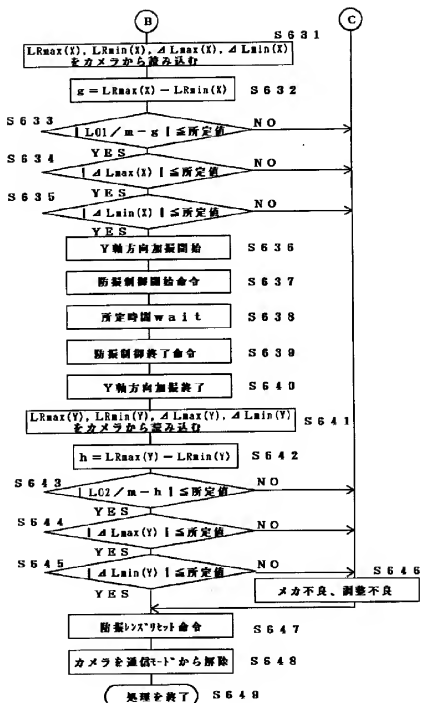 B
C
S631
LRmax(X), LRmin(X), ⊿Lmax(X), ⊿Lmin(X)
をカメラから読み込む
g=LRmax(X)−LRmin(X)
S632
S633
|L01/m−g|≦所定値
NO
YES
S634
|⊿Lmax(X)|≦所定値
NO
YES
S635
|⊿Lmin(X)|≦所定値
NO
YES
Y軸方向加振開始
S636
防振制御開始命令
S637
所定時間wait
S638
防振制御終了命令
S639
Y軸方向加振終了
S640
LRmax(Y), LRmin(Y), ⊿Lmax(Y), ⊿Lmin(Y)
をカメラから読み込む
S641
h=LRmax(Y)−LRmin(Y)
S642
S643
|L02/m−h|≦所定値
NO
YES
S644
|⊿Lmax(Y)|≦所定値
NO
YES
S645
|⊿Lmin(Y)|≦所定値
NO
YES
S646
メカ不良、調整不良
防振レンズリセット命令
S647
カメラを通信モードから解除
S648
処理を終了
S649